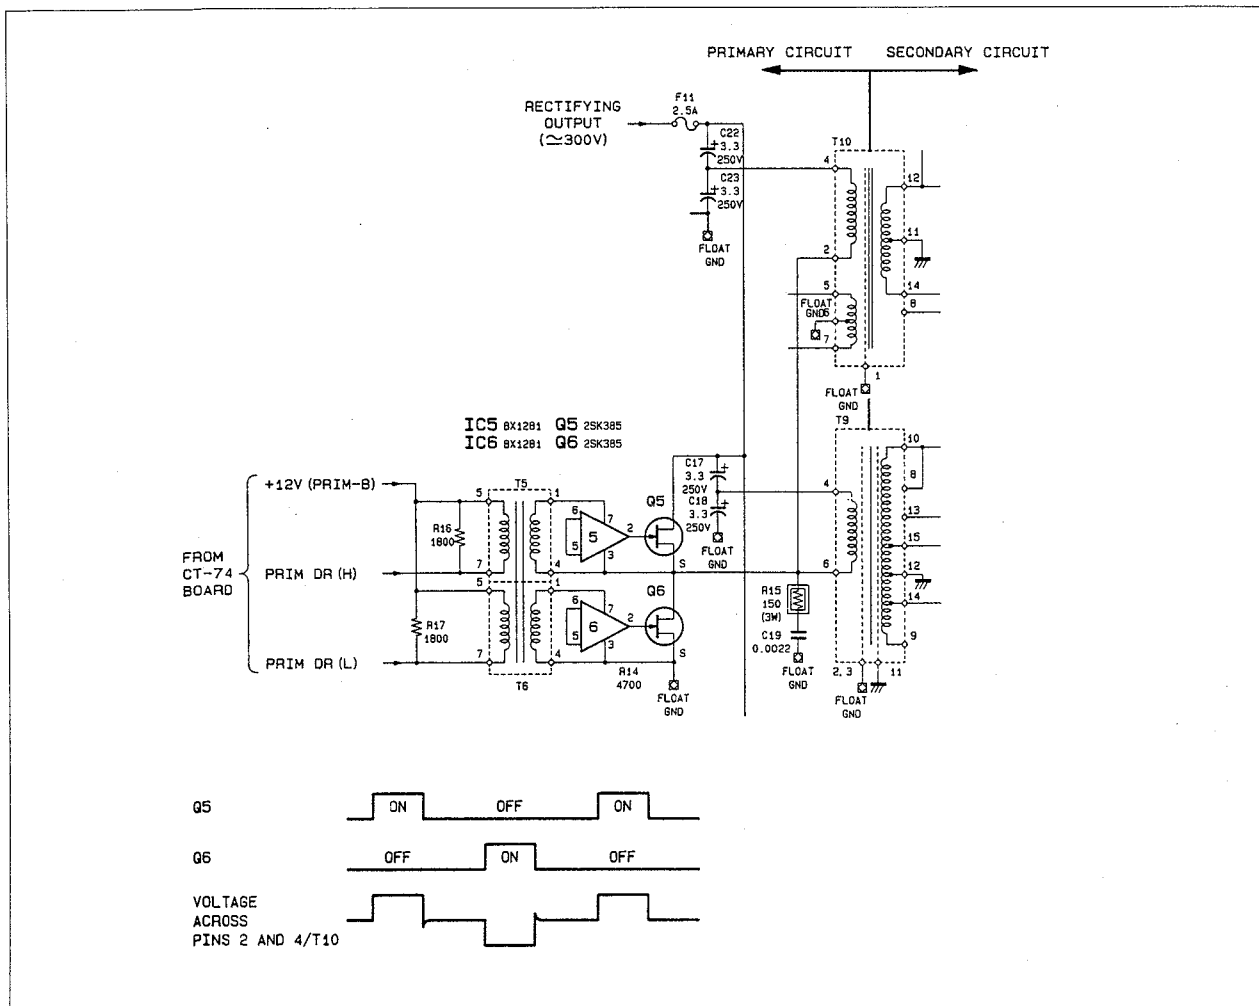 PRIMARY CIRCUIT SECONDARY CIRCUIT
RECTIFYING
OUTPUT
(≃300V)
F11
2.5A
C22
3.3
250V
C23
3.3
250V
FLOAT
GND
T10
4
2
5
FLOAT
GND6
7
12
11
14
8
1
FLOAT
GND
T9
IC5 BX1281 Q5 2SK385
IC6 BX1281 Q6 2SK385
FROM
CT-74
BOARD
+12V (PRIM-B)
PRIM DR (H)
PRIM DR (L)
R16
1800
R17
1800
5
T5
1
7
4
5
1
7
4
T6
6
7
5
5
2
3
6
7
5
6
2
3
Q5
S
Q6
S
R14
4700
FLOAT
GND
C17
3.3
250V
C18
3.3
250V
FLOAT
GND
R15
150
(3W)
C19
0.0022
FLOAT
GND
4
6
10
8
13
15
12
14
9
2, 3
11
FLOAT
GND
Q5
ON OFF ON
Q6
OFF ON OFF
VOLTAGE
ACROSS
PINS 2 AND 4/T10